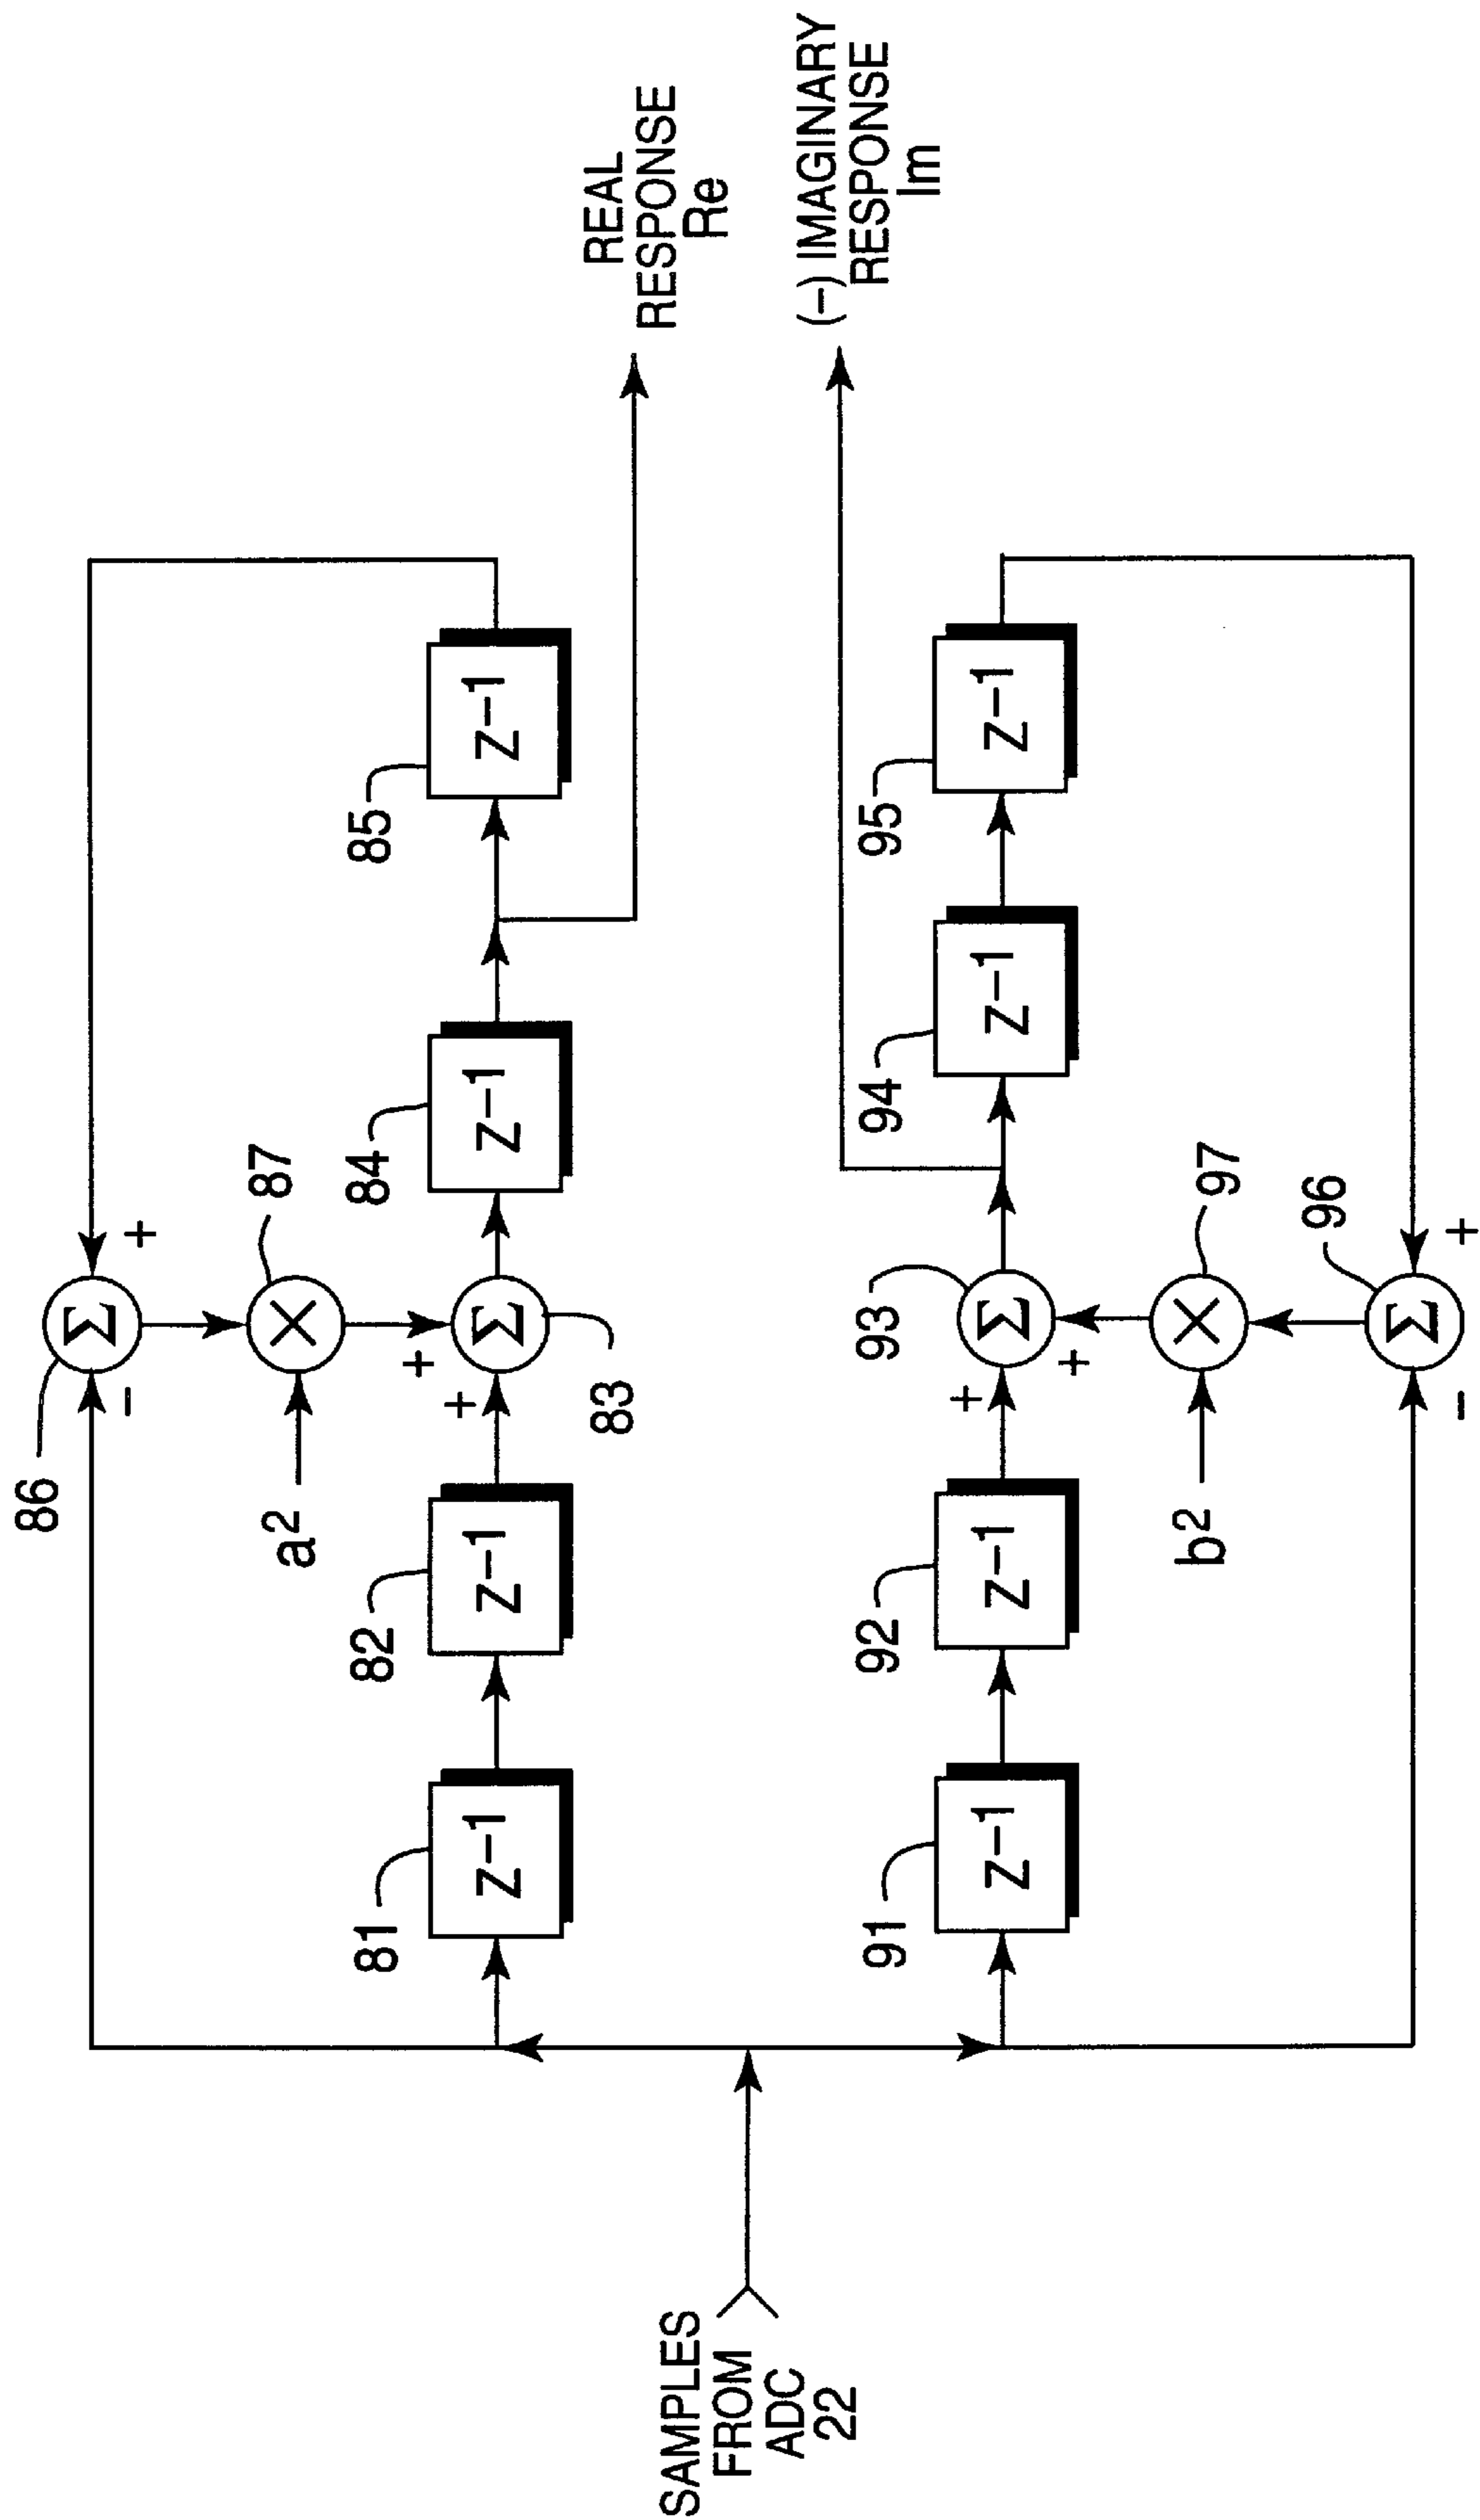 86
−
+
Σ
a²
×
87
+
81
z−1
82
z−1
+
Σ
83
84
z−1
85
z−1
REAL
RESPONSE
Re
SAMPLES
FROM
ADC
22
(−) IMAGINARY
RESPONSE
Im
91
z−1
92
z−1
+
93
Σ
+
94
z−1
95
z−1
b²
×
97
96
Σ
−
+